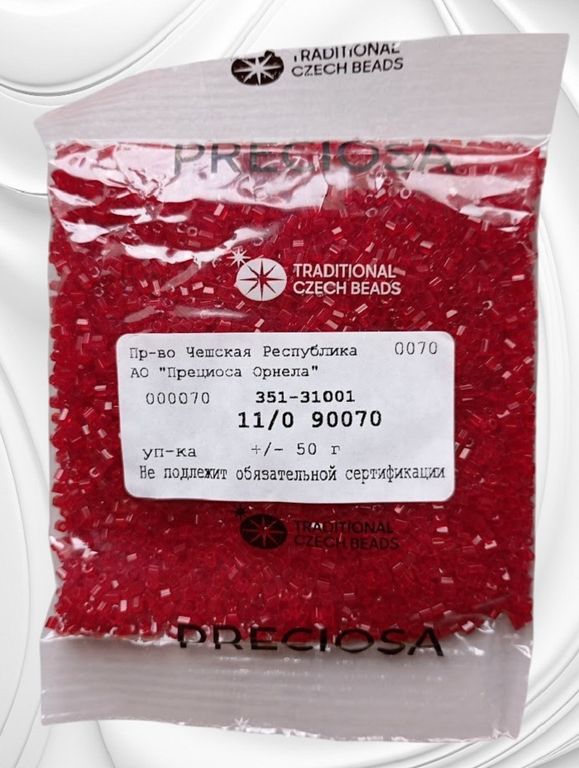 TRADITIONAL
CZECH BEADS
PRECIOSA
TRADITIONAL
CZECH BEADS
Пр-во Чешская Республика 0070
АО "Прециоса Орнела"
000070 351-31001
11/0 90070
уп-ка +/- 50 г
Не подлежит обязательной сертификации
TRADITIONAL
CZECH BEADS
PRECIOSA